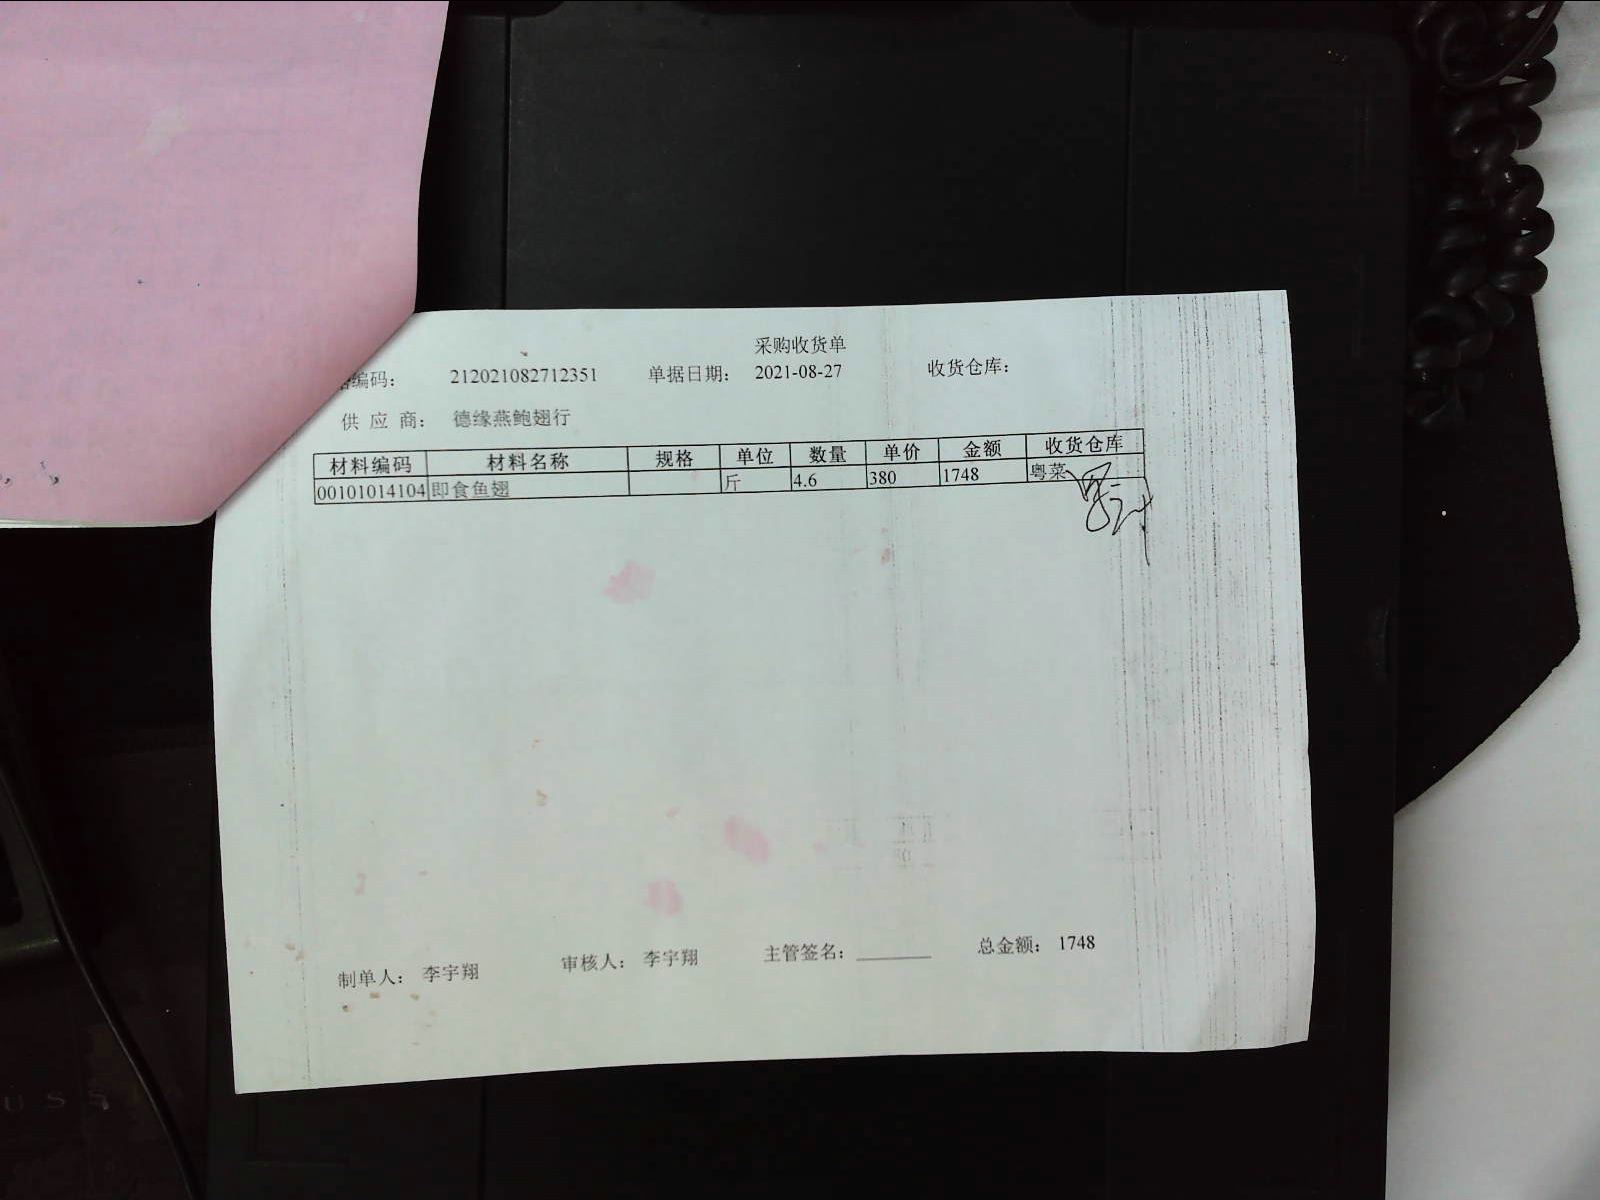 采购收货单
编码： 212021082712351 单据日期： 2021-08-27 收货仓库：
供应商： 德缘燕鲍翅行
材料编码 材料名称 规格 单位 数量 单价 金额 收货仓库
00101014104 即食鱼翅 斤 4.6 380 1748 粤菜
制单人： 李宇翔 审核人： 李宇翔 主管签名： 总金额： 1748